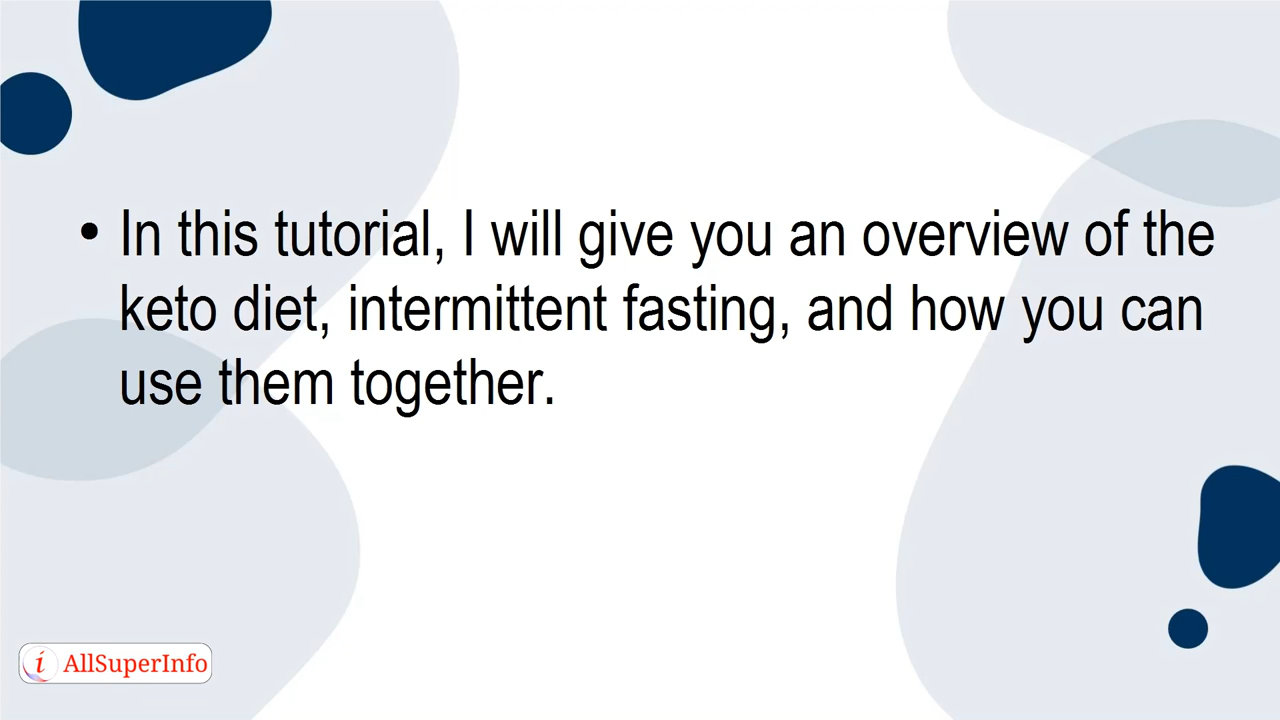 • In this tutorial, I will give you an overview of the
keto diet, intermittent fasting, and how you can
use them together.
i AllSuperInfo